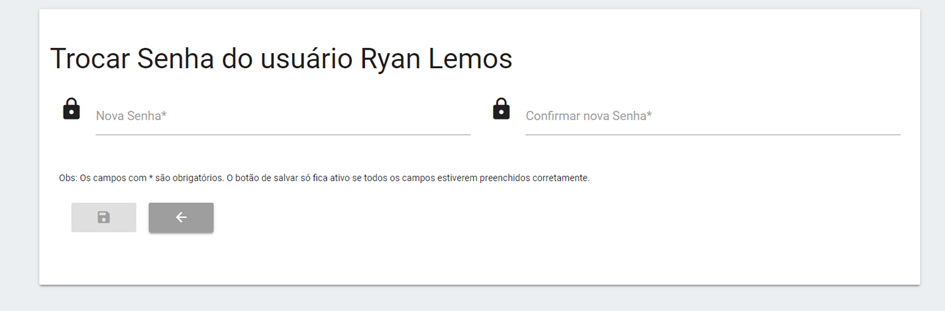 Trocar Senha do usuário Ryan Lemos
Nova Senha* Confirmar nova Senha*
Obs: Os campos com * são obrigatórios. O botão de salvar só fica ativo se todos os campos estiverem preenchidos corretamente.